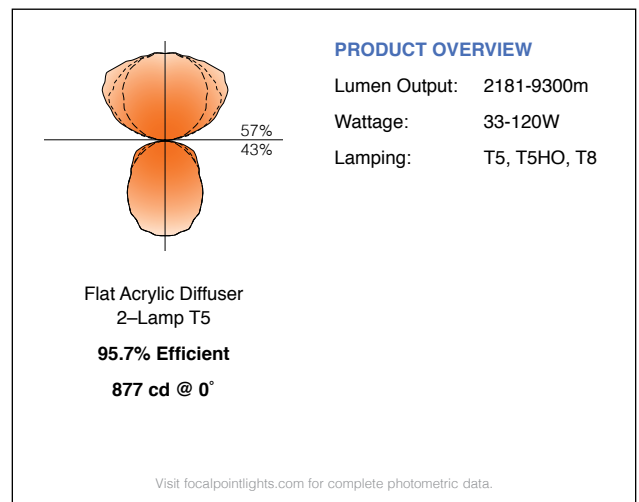 57%
43%
Flat Acrylic Diffuser
2–Lamp T5
95.7% Efficient
877 cd @ 0°
PRODUCT OVERVIEW
Lumen Output: 2181-9300m
Wattage: 33-120W
Lamping: T5, T5HO, T8
Visit focalpointlights.com for complete photometric data.